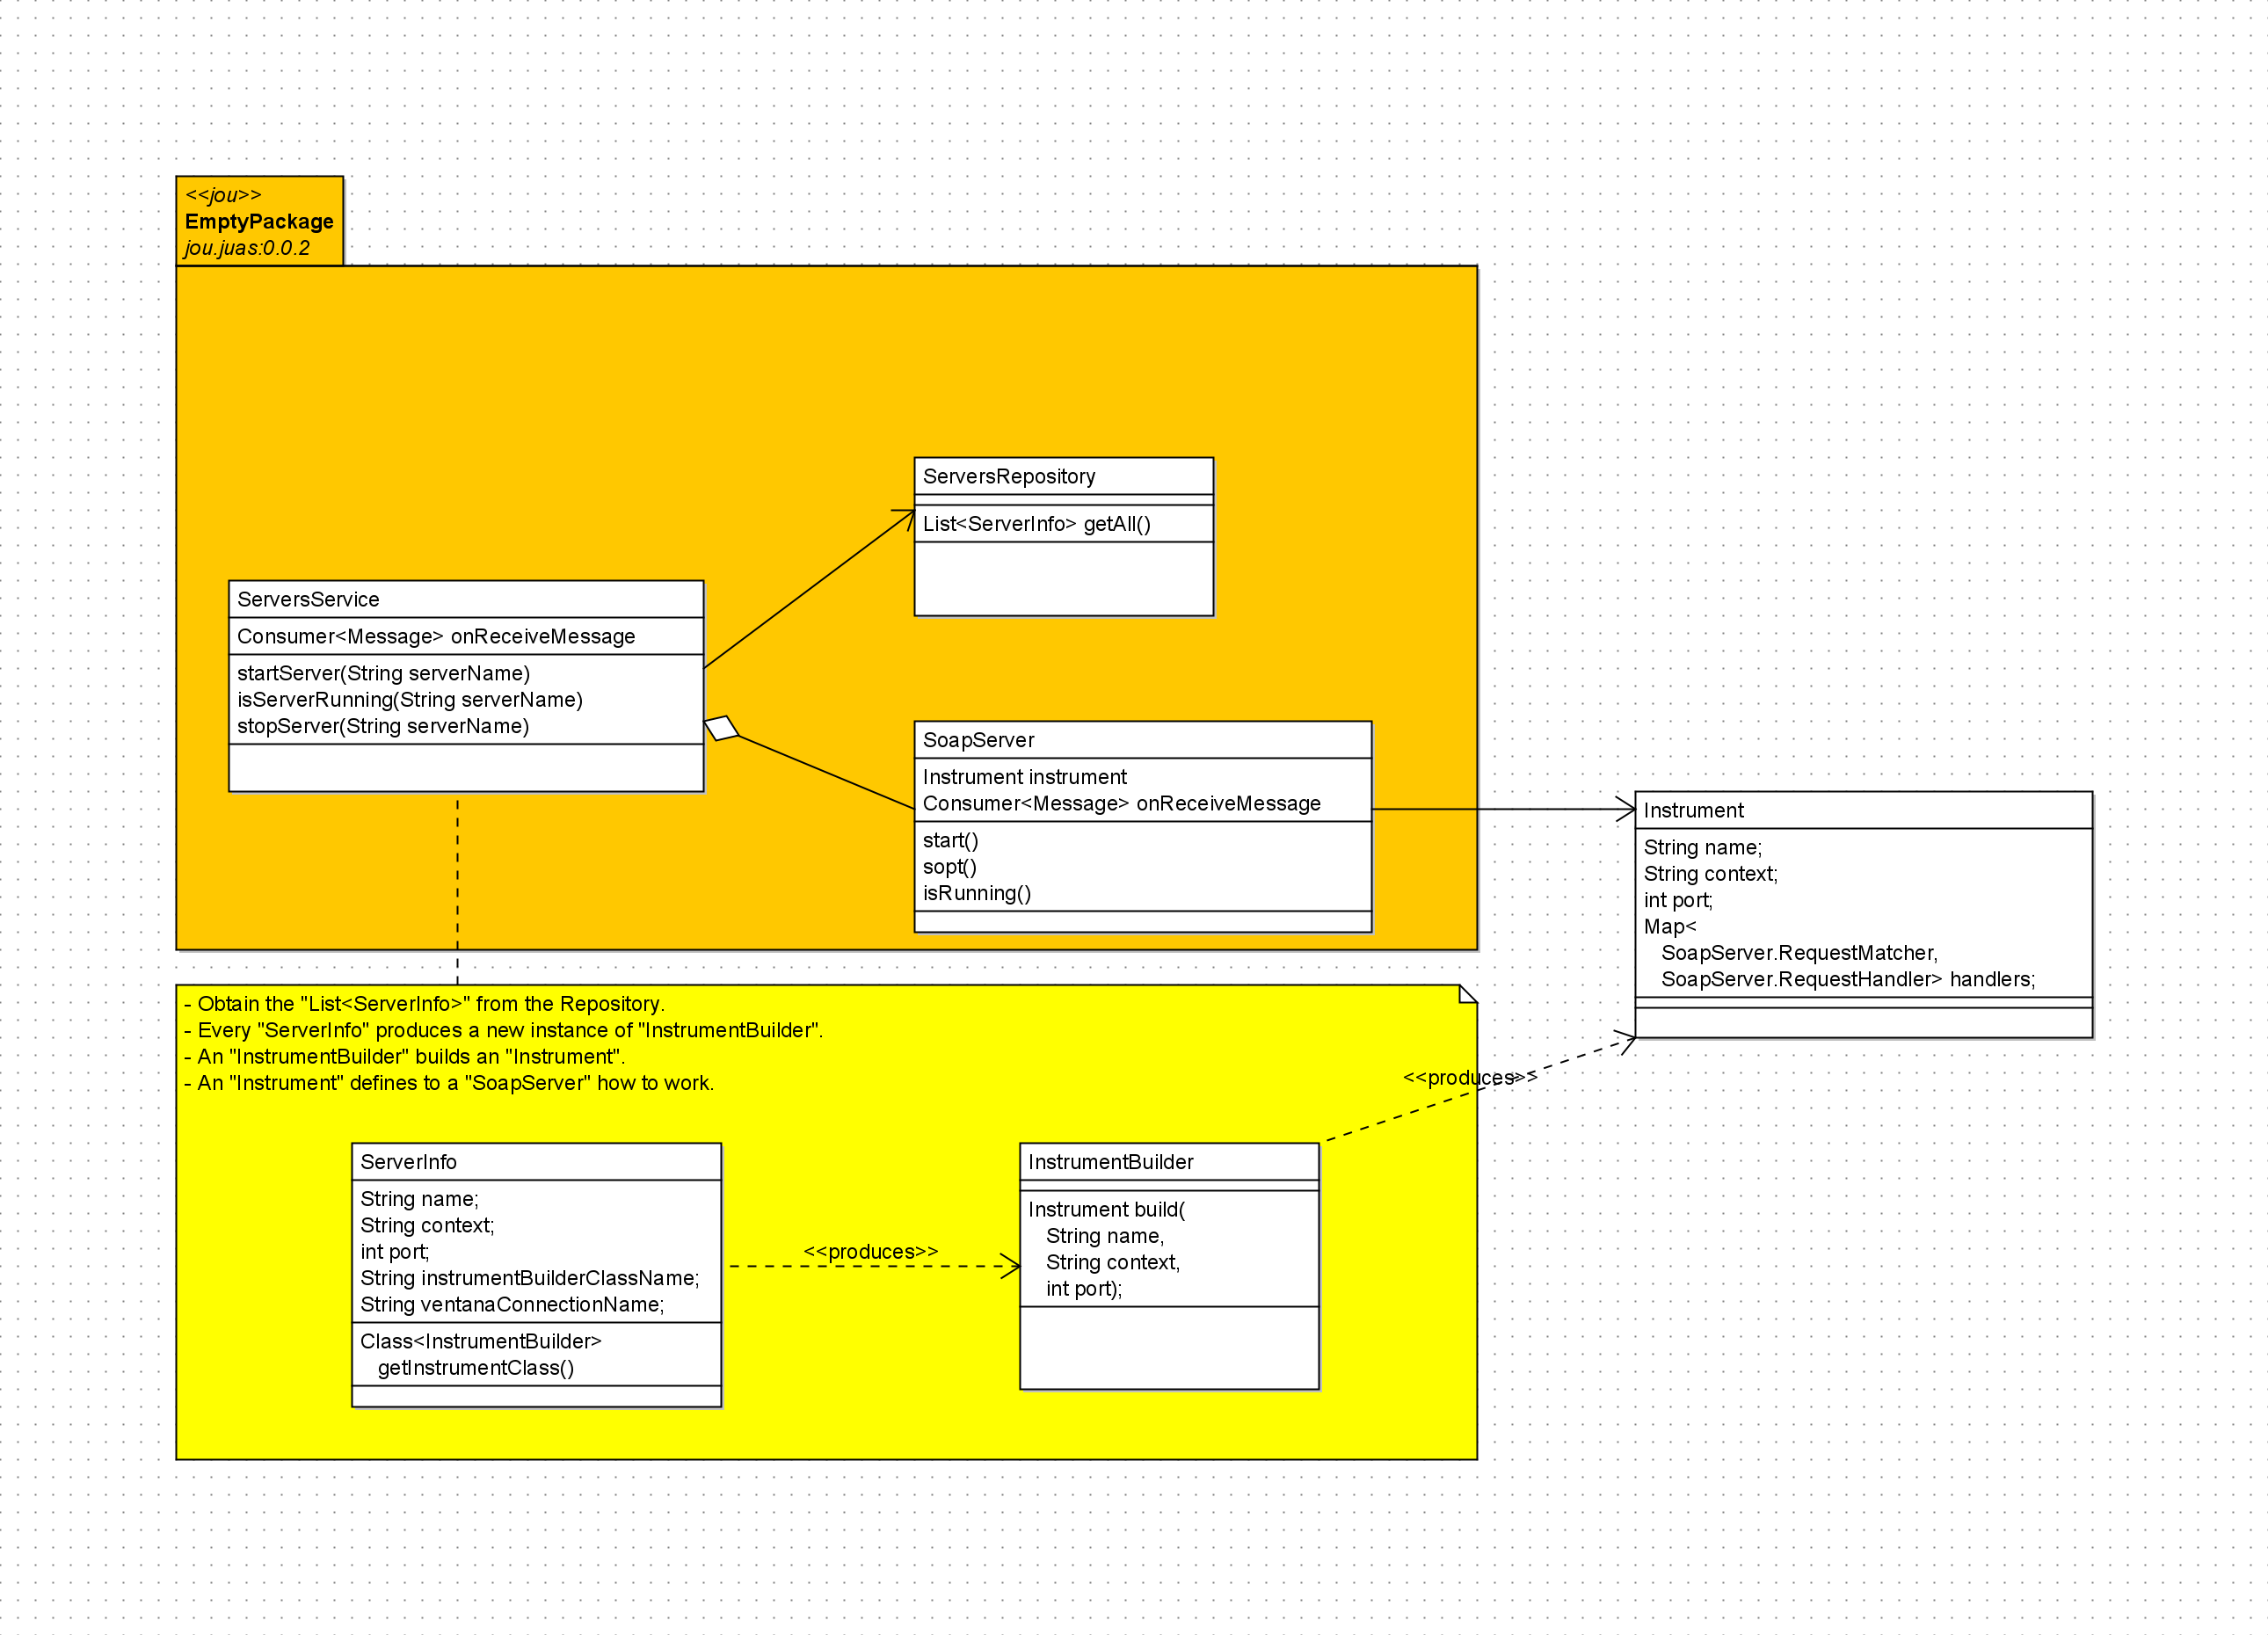 <<jou>>
EmptyPackage
jou.juas:0.0.2
ServersRepository
List<ServerInfo> getAll()
ServersService
Consumer<Message> onReceiveMessage
startServer(String serverName)
isServerRunning(String serverName)
stopServer(String serverName)
SoapServer
Instrument instrument
Consumer<Message> onReceiveMessage
start()
sopt()
isRunning()
Instrument
String name;
String context;
int port;
Map<
SoapServer.RequestMatcher,
SoapServer.RequestHandler> handlers;
- Obtain the "List<ServerInfo>" from the Repository.
- Every "ServerInfo" produces a new instance of "InstrumentBuilder".
- An "InstrumentBuilder" builds an "Instrument".
- An "Instrument" defines to a "SoapServer" how to work.
<<produces>>
ServerInfo
String name;
String context;
int port;
String instrumentBuilderClassName;
String ventanaConnectionName;
Class<InstrumentBuilder>
getInstrumentClass()
<<produces>>
InstrumentBuilder
Instrument build(
String name,
String context,
int port);